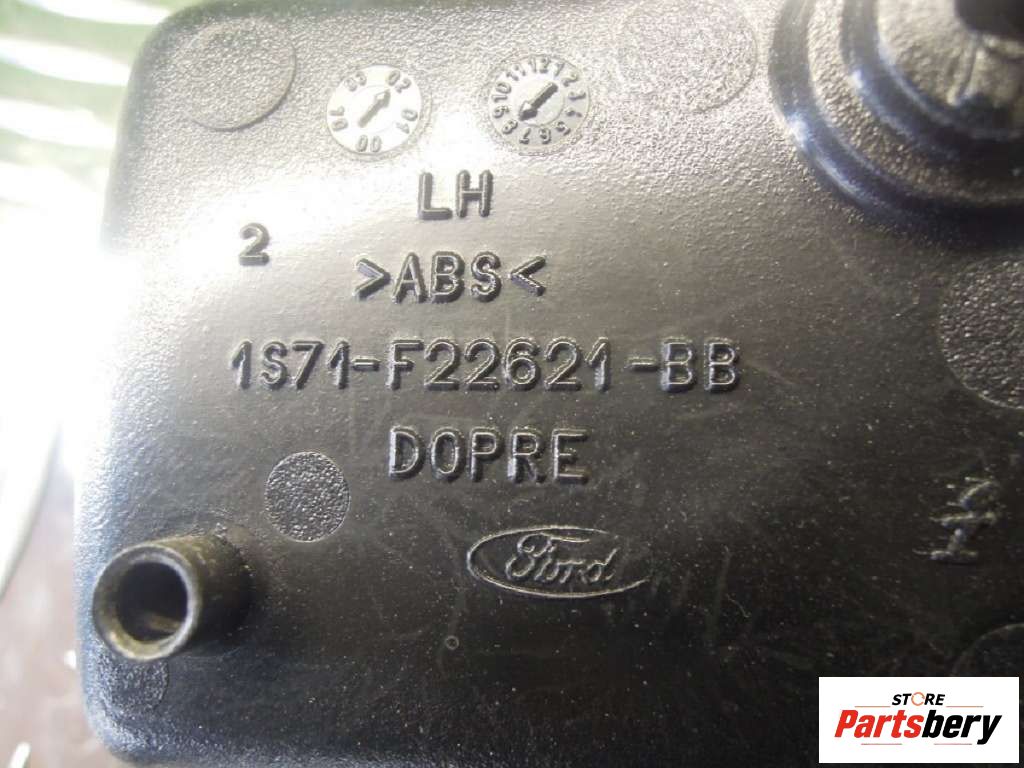 LH
2
>ABS<
1S71-F22621-BB
DOPRE
Ford
STORE
Partsbery